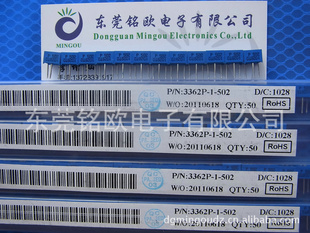 东莞铭欧电子有限公司
MINGOU
Dongguan Mingou Electronic Co., Ltd
P/N:3362P-1-502 D/C:1028
W/O:20110618 QTY:50 RoHS
东莞铭欧电子有限公司
P/N:3362P-1-502 D/C:1028
W/O:20110618 QTY:50 RoHS
P/N:3362P-1-502 D/C:1028
W/O:20110618 QTY:50 RoHS
P/N:3362P-1-502 D/C:1028
W/O:20110618 QTY:50 RoHS